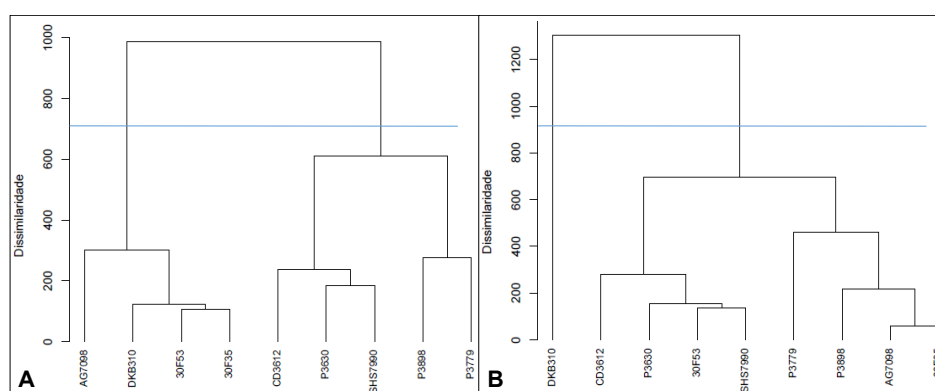 Dissimilaridade
1000
800
600
400
200
0
AG7098
DKB310
30F53
30F35
CD3612
P3630
SHS7990
P3898
P3779
A
Dissimilaridade
1200
1000
800
600
400
200
0
DKB310
CD3612
P3630
30F53
SHS7990
P3779
P3898
AG7098
B